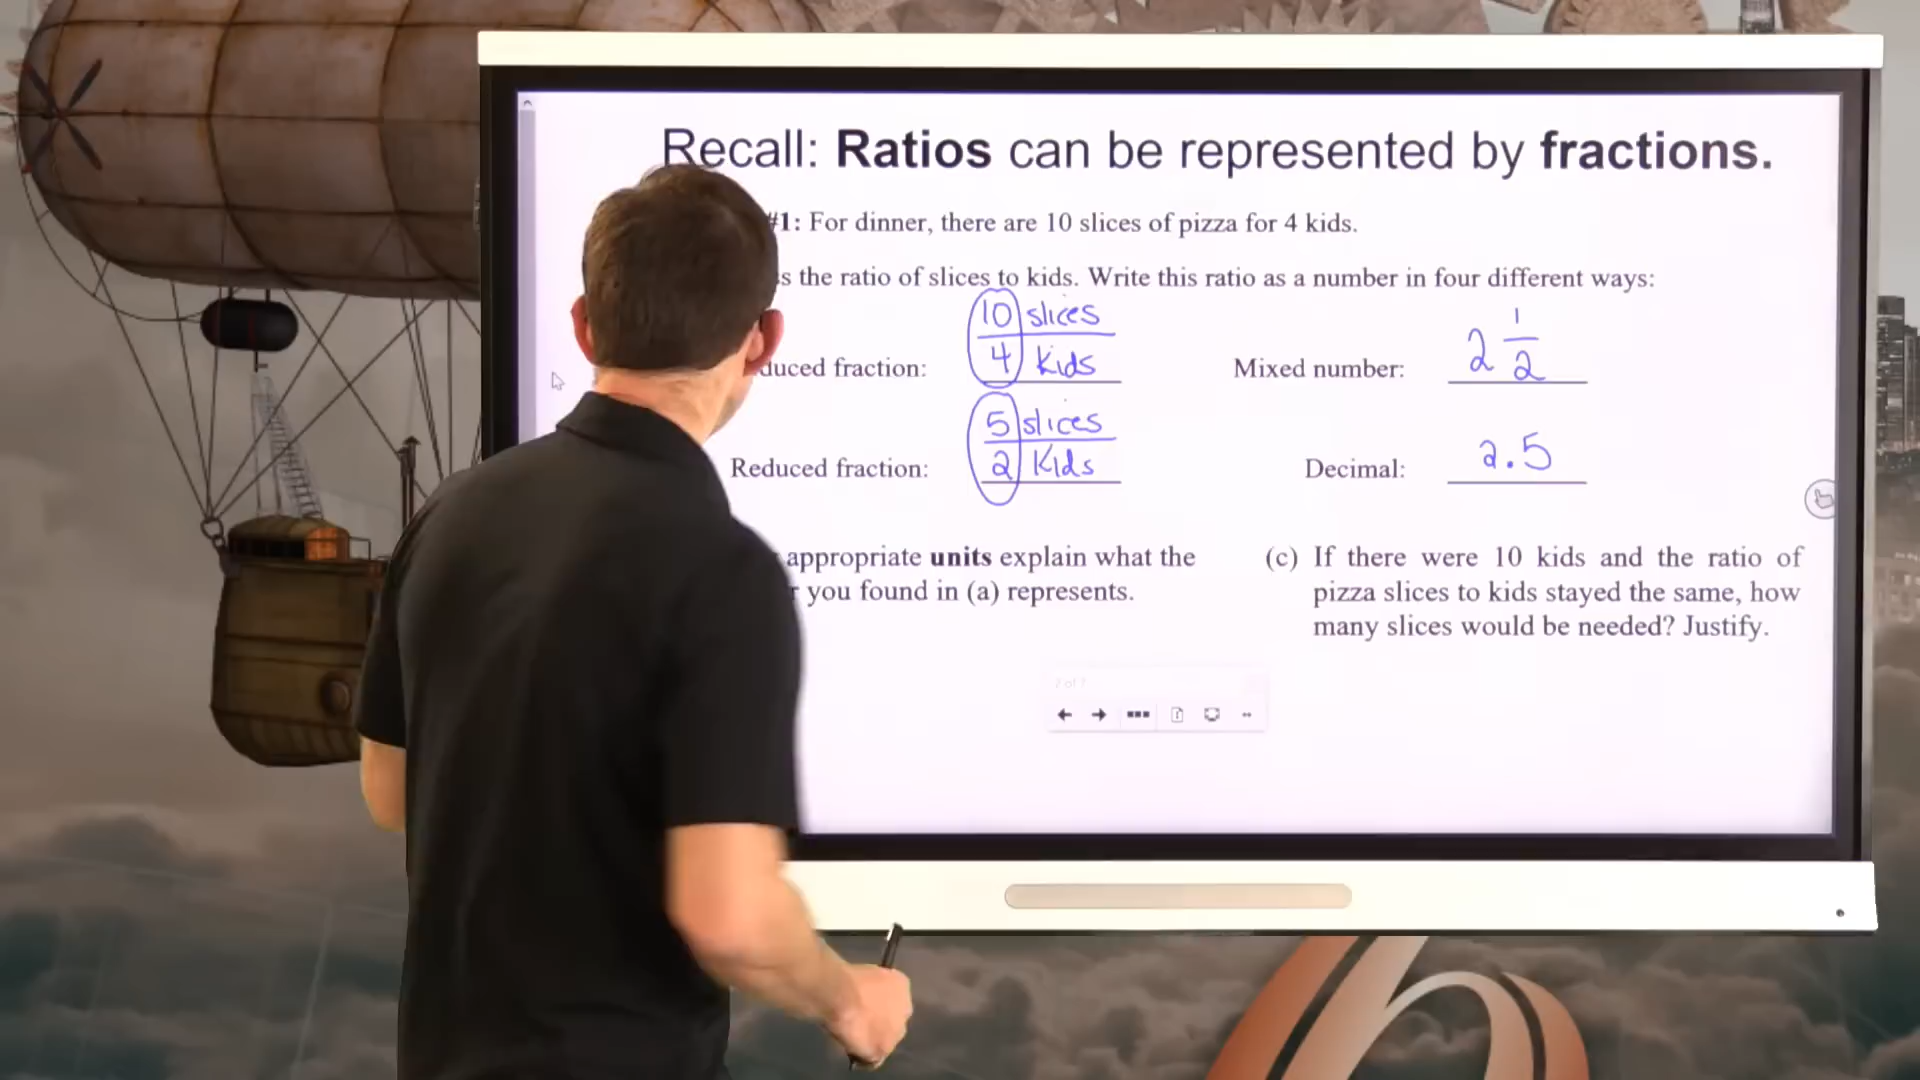 Recall: Ratios can be represented by fractions.
#1: For dinner, there are 10 slices of pizza for 4 kids.
s the ratio of slices to kids. Write this ratio as a number in four different ways:
duced fraction:
10 slices
4 kids
Mixed number:
2 1/2
Reduced fraction:
5 slices
2 Kids
Decimal:
2.5
appropriate units explain what the
r you found in (a) represents.
(c) If there were 10 kids and the ratio of
pizza slices to kids stayed the same, how
many slices would be needed? Justify.
2 of 7